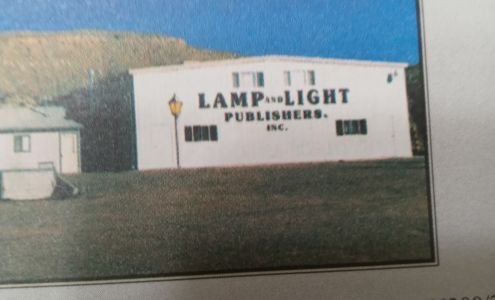 LAMP AND LIGHT
PUBLISHERS.
INC.